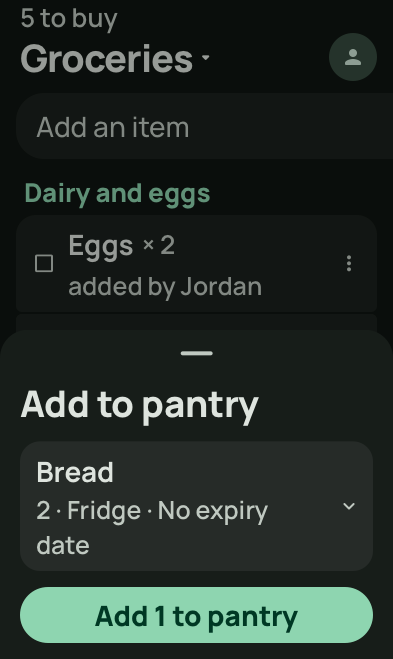 5 to buy
Groceries
Add an item
Dairy and eggs
Eggs × 2
added by Jordan
Add to pantry
Bread
2 · Fridge · No expiry
date
Add 1 to pantry